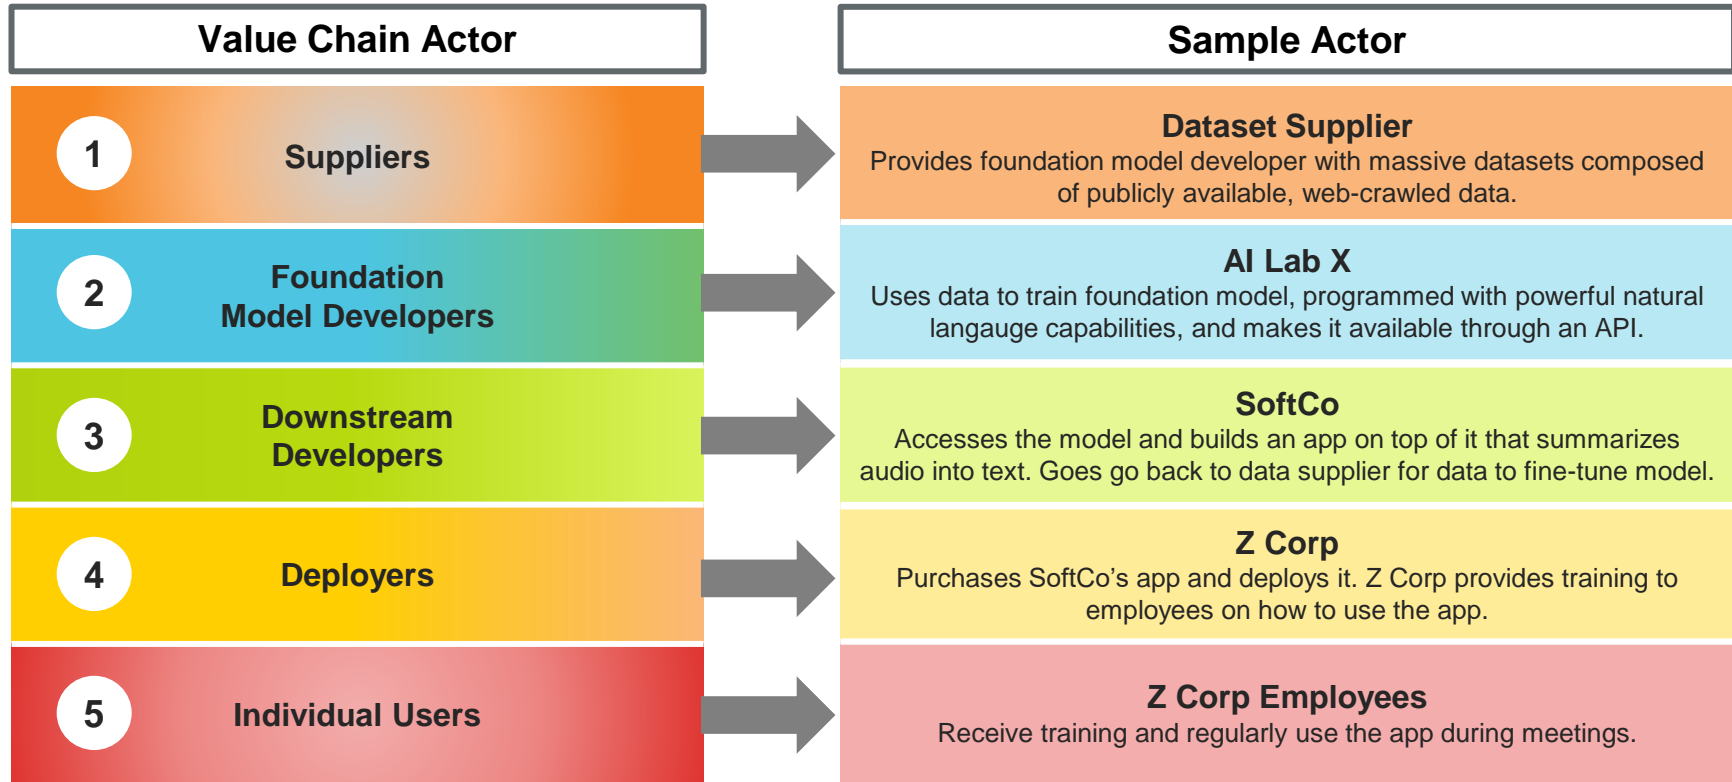 Value Chain Actor
Sample Actor
1
Suppliers
Dataset Supplier
Provides foundation model developer with massive datasets composed
of publicly available, web-crawled data.
2
Foundation
Model Developers
AI Lab X
Uses data to train foundation model, programmed with powerful natural
langauge capabilities, and makes it available through an API.
3
Downstream
Developers
SoftCo
Accesses the model and builds an app on top of it that summarizes
audio into text. Goes go back to data supplier for data to fine-tune model.
4
Deployers
Z Corp
Purchases SoftCo’s app and deploys it. Z Corp provides training to
employees on how to use the app.
5
Individual Users
Z Corp Employees
Receive training and regularly use the app during meetings.